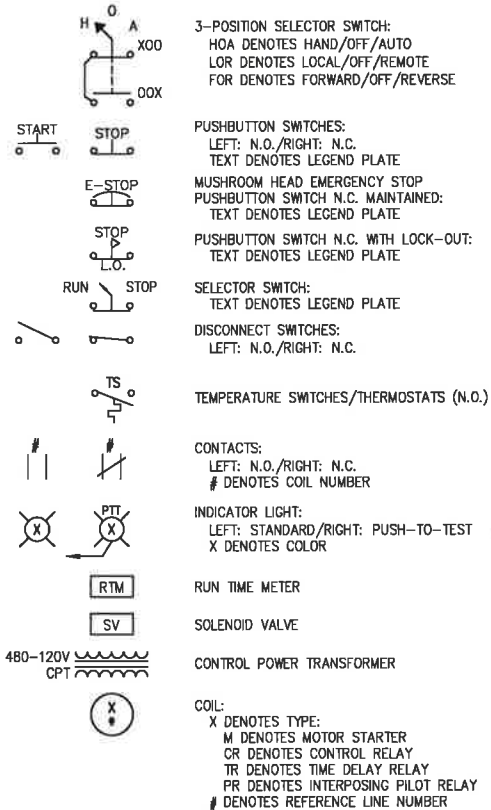 H O A
XOO
OOX
3-POSITION SELECTOR SWITCH:
HOA DENOTES HAND/OFF/AUTO
LOR DENOTES LOCAL/OFF/REMOTE
FOR DENOTES FORWARD/OFF/REVERSE
START
STOP
PUSHBUTTON SWITCHES:
LEFT: N.O./RIGHT: N.C.
TEXT DENOTES LEGEND PLATE
E-STOP
MUSHROOM HEAD EMERGENCY STOP
PUSHBUTTON SWITCH N.C. MAINTAINED:
TEXT DENOTES LEGEND PLATE
STOP
L.O.
PUSHBUTTON SWITCH N.C. WITH LOCK-OUT:
TEXT DENOTES LEGEND PLATE
RUN STOP
SELECTOR SWITCH:
TEXT DENOTES LEGEND PLATE
DISCONNECT SWITCHES:
LEFT: N.O./RIGHT: N.C.
TS
TEMPERATURE SWITCHES/THERMOSTATS (N.O.)
# #
CONTACTS:
LEFT: N.O./RIGHT: N.C.
# DENOTES COIL NUMBER
X
PTT
X
INDICATOR LIGHT:
LEFT: STANDARD/RIGHT: PUSH-TO-TEST
X DENOTES COLOR
RTM
RUN TIME METER
SV
SOLENOID VALVE
480-120V
CPT
CONTROL POWER TRANSFORMER
X
#
COIL:
X DENOTES TYPE:
M DENOTES MOTOR STARTER
CR DENOTES CONTROL RELAY
TR DENOTES TIME DELAY RELAY
PR DENOTES INTERPOSING PILOT RELAY
# DENOTES REFERENCE LINE NUMBER